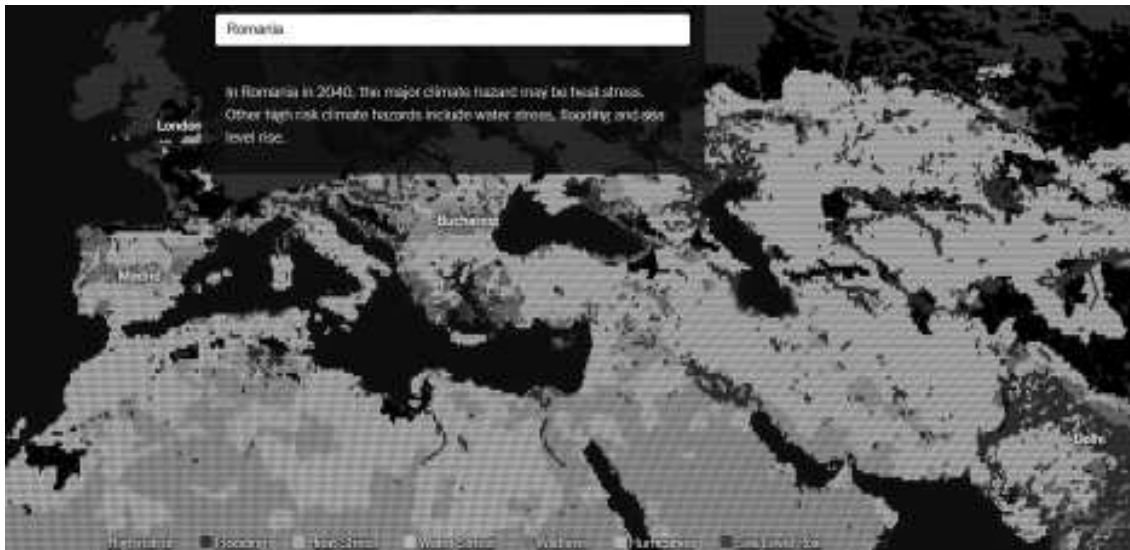 Romania
In Romania in 2040, the major climate hazard may be heat stress.
Other high risk climate hazards include water stress, flooding and sea
level rise.
London
Bucharest
Madrid
Delhi
Flooding Heat Stress Water Stress Wildfires Hurricanes Sea Level Rise